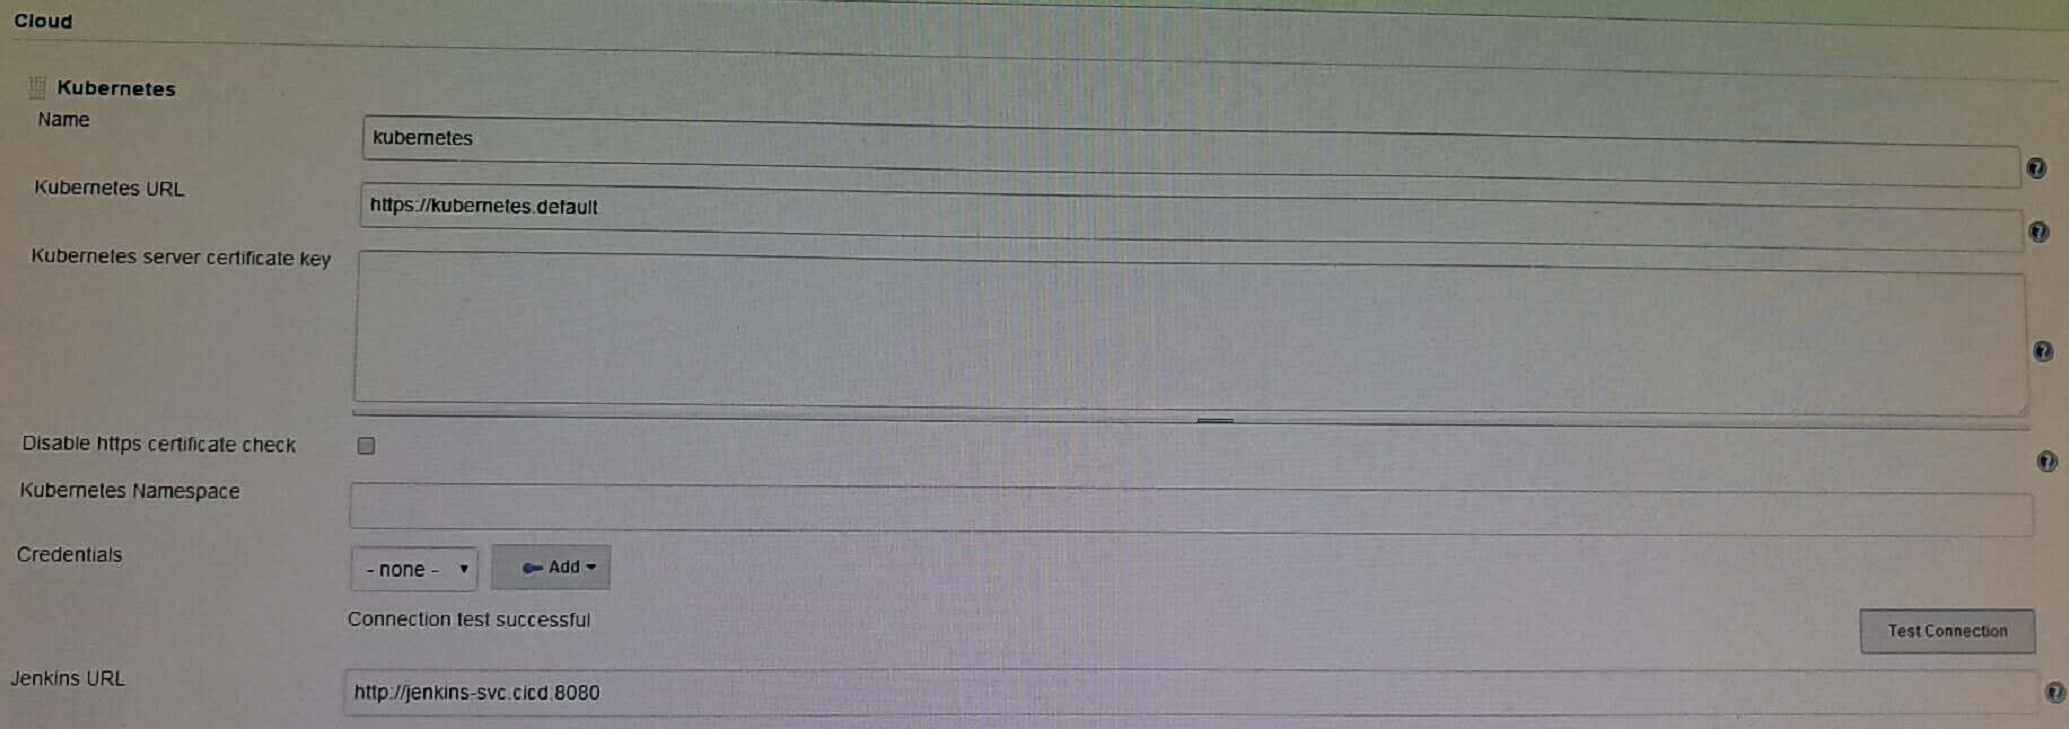 Cloud
Kubernetes
Name
kubernetes
Kubernetes URL
https://kubernetes.default
Kubernetes server certificate key
Disable https certificate check
Kubernetes Namespace
Credentials
- none -
Add
Connection test successful
Test Connection
Jenkins URL
http://jenkins-svc.cicd:8080